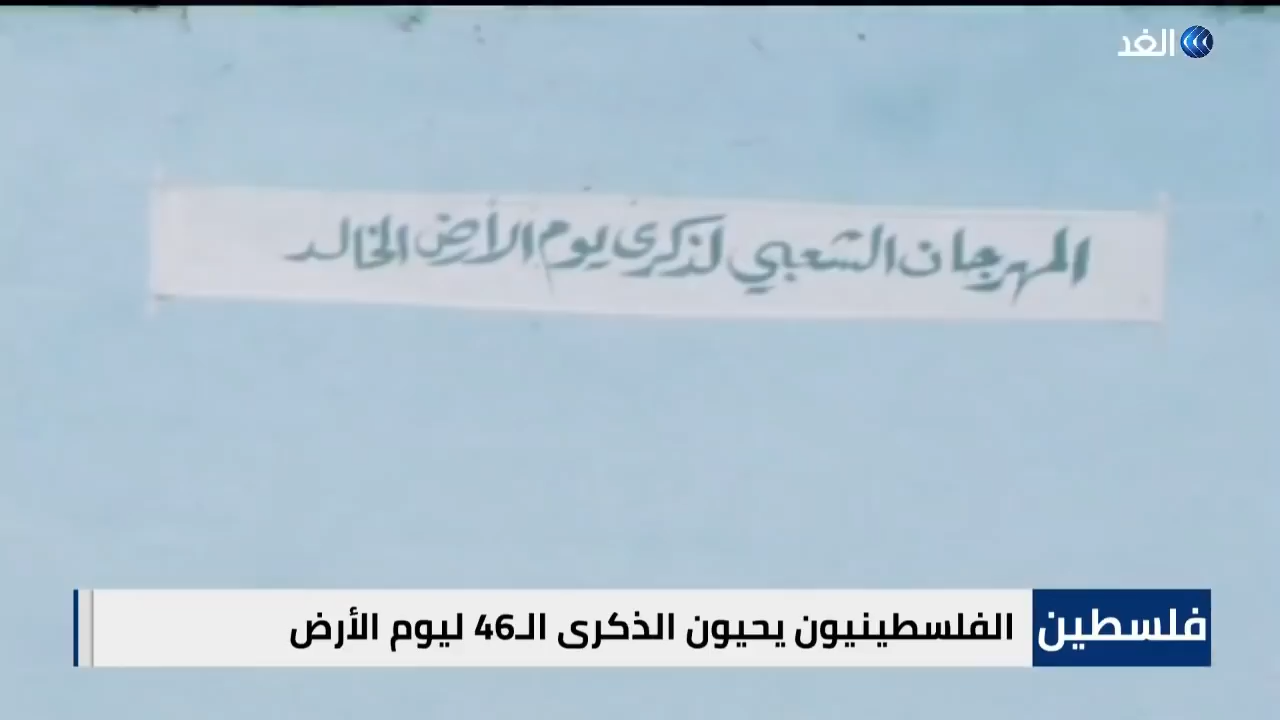 الغد
المهرجان الشعبي لذكرى يوم الأرض الخالد
فلسطين
الفلسطينيون يحيون الذكرى الـ46 ليوم الأرض